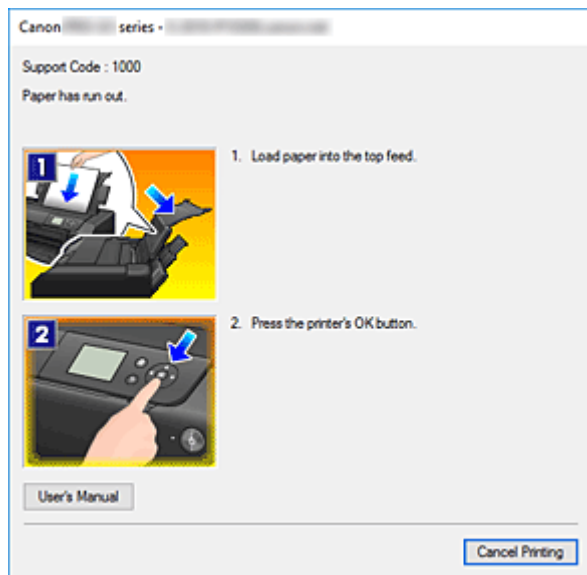 Canon series -
Support Code : 1000
Paper has run out.
1
1. Load paper into the top feed.
2
2. Press the printer's OK button.
User's Manual
Cancel Printing